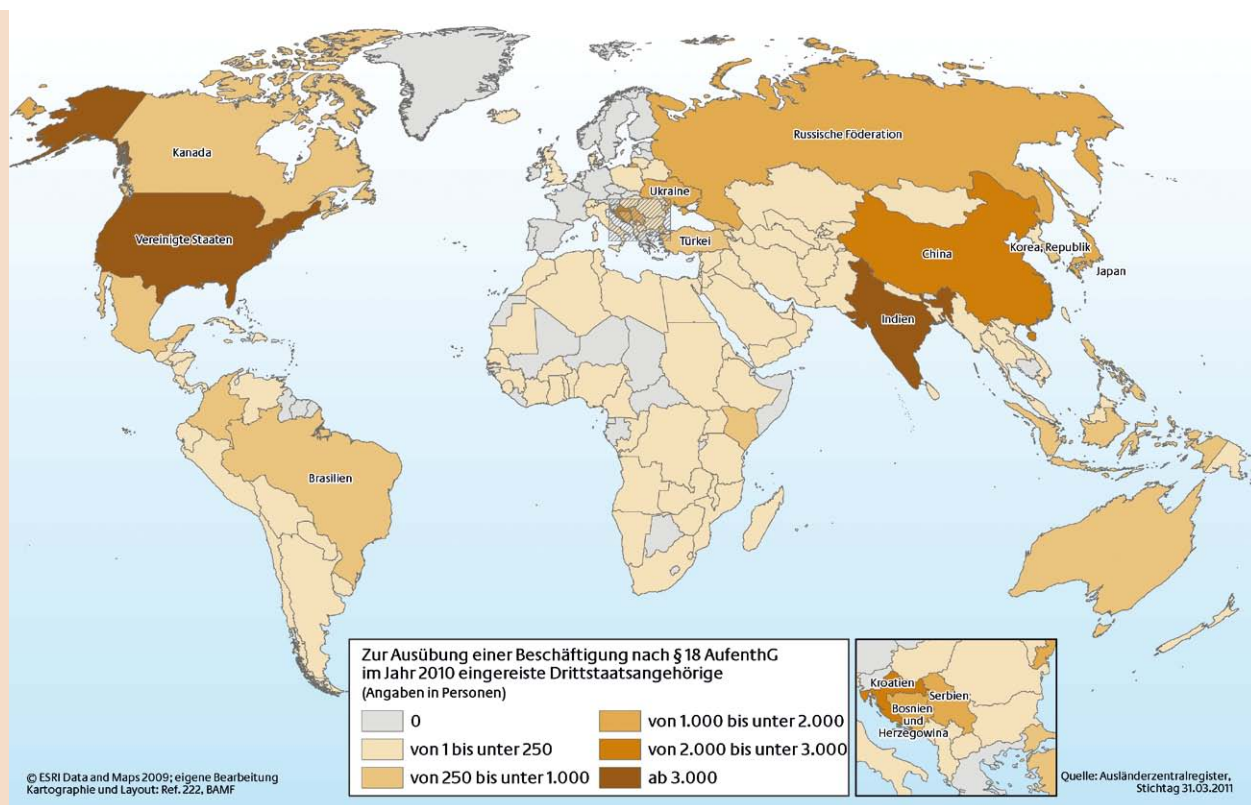 Kanada
Russische Föderation
Ukraine
Vereinigte Staaten
Türkei
China
Korea, Republik
Japan
Indien
Brasilien
Zur Ausübung einer Beschäftigung nach § 18 AufenthG
im Jahr 2010 eingereiste Drittstaatsangehörige
(Angaben in Personen)
0
von 1 bis unter 250
von 250 bis unter 1.000
von 1.000 bis unter 2.000
von 2.000 bis unter 3.000
ab 3.000
Kroatien
Serbien
Bosnien
und
Herzegowina
© ESRI Data and Maps 2009; eigene Bearbeitung
Kartographie und Layout: Ref. 222, BAMF
Quelle: Ausländerzentralregister,
Stichtag 31.03.2011